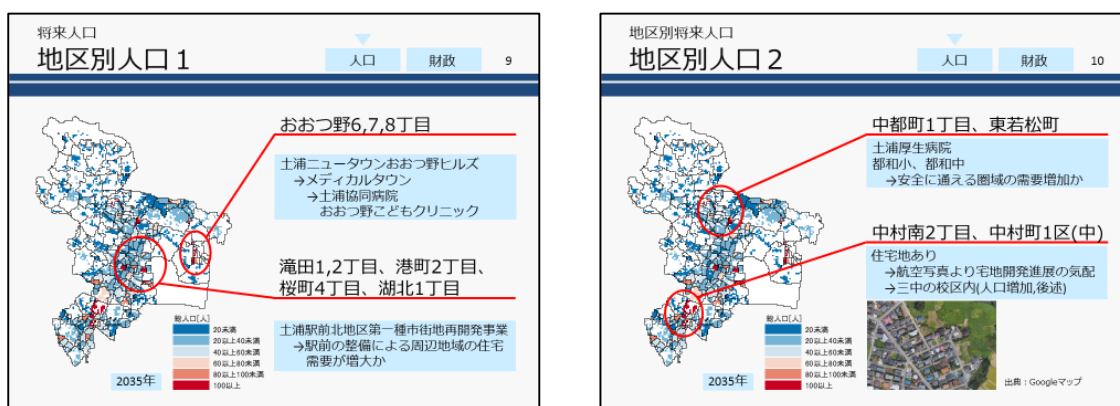 将来人口
地区別人口1
人口
財政
9
おおつ野6,7,8丁目
土浦ニュータウンおおつ野ヒルズ
→メディカルタウン
→土浦協同病院
おおつ野こどもクリニック
滝田1,2丁目、港町2丁目、
桜町4丁目、湖北1丁目
土浦駅前北地区第一種市街地再開発事業
→駅前の整備による周辺地域の住宅
需要が増大か
総人口[人]
20未満
20以上40未満
40以上60未満
60以上80未満
80以上100未満
100以上
2035年
地区別将来人口
地区別人口2
人口
財政
10
中都町1丁目、東若松町
土浦厚生病院
都和小、都和中
→安全に通える圏域の需要増加か
中村南2丁目、中村町1区(中)
住宅地あり
→航空写真より宅地開発進展の気配
→三中の校区内(人口増加,後述)
総人口[人]
20未満
20以上40未満
40以上60未満
60以上80未満
80以上100未満
100以上
2035年
出典：Googleマップ